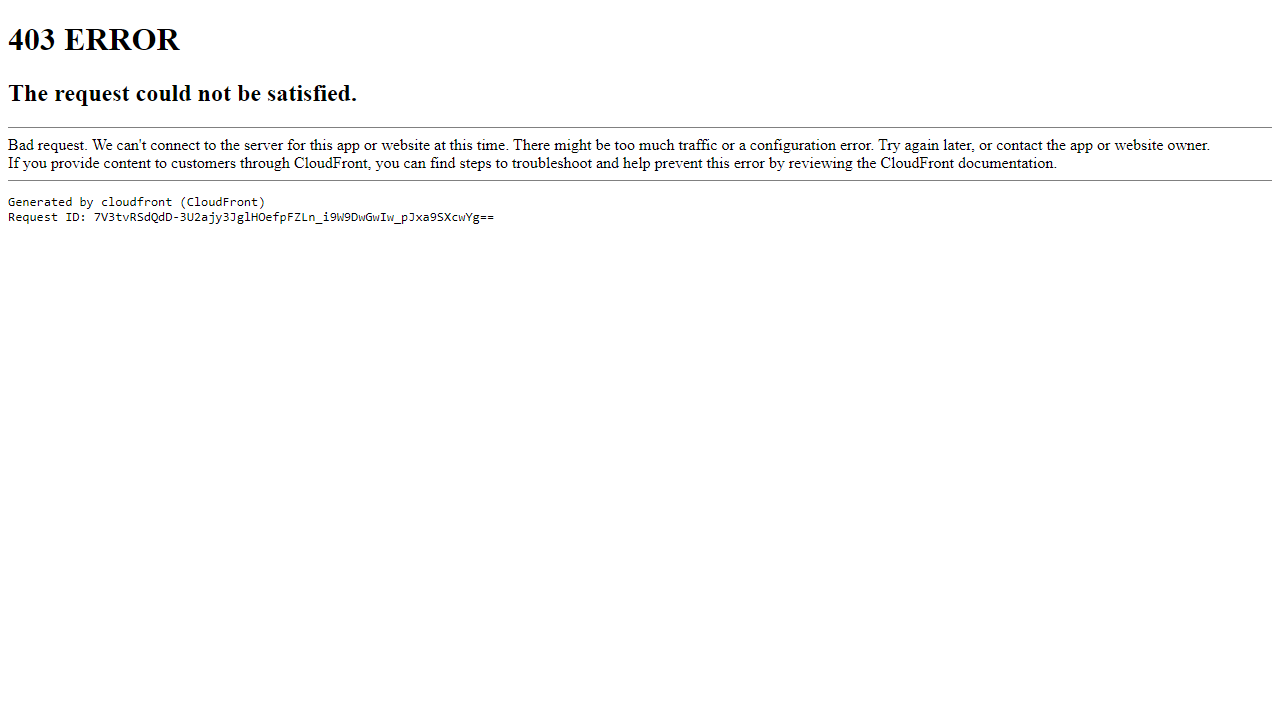 403 ERROR
The request could not be satisfied.
Bad request. We can't connect to the server for this app or website at this time. There might be too much traffic or a configuration error. Try again later, or contact the app or website owner.
If you provide content to customers through CloudFront, you can find steps to troubleshoot and help prevent this error by reviewing the CloudFront documentation.
Generated by cloudfront (CloudFront)
Request ID: 7V3tvRSdQdD-3U2ajy3JglHOefpFZLn_i9W9DwGwIw_pJxa9SXcwYg==